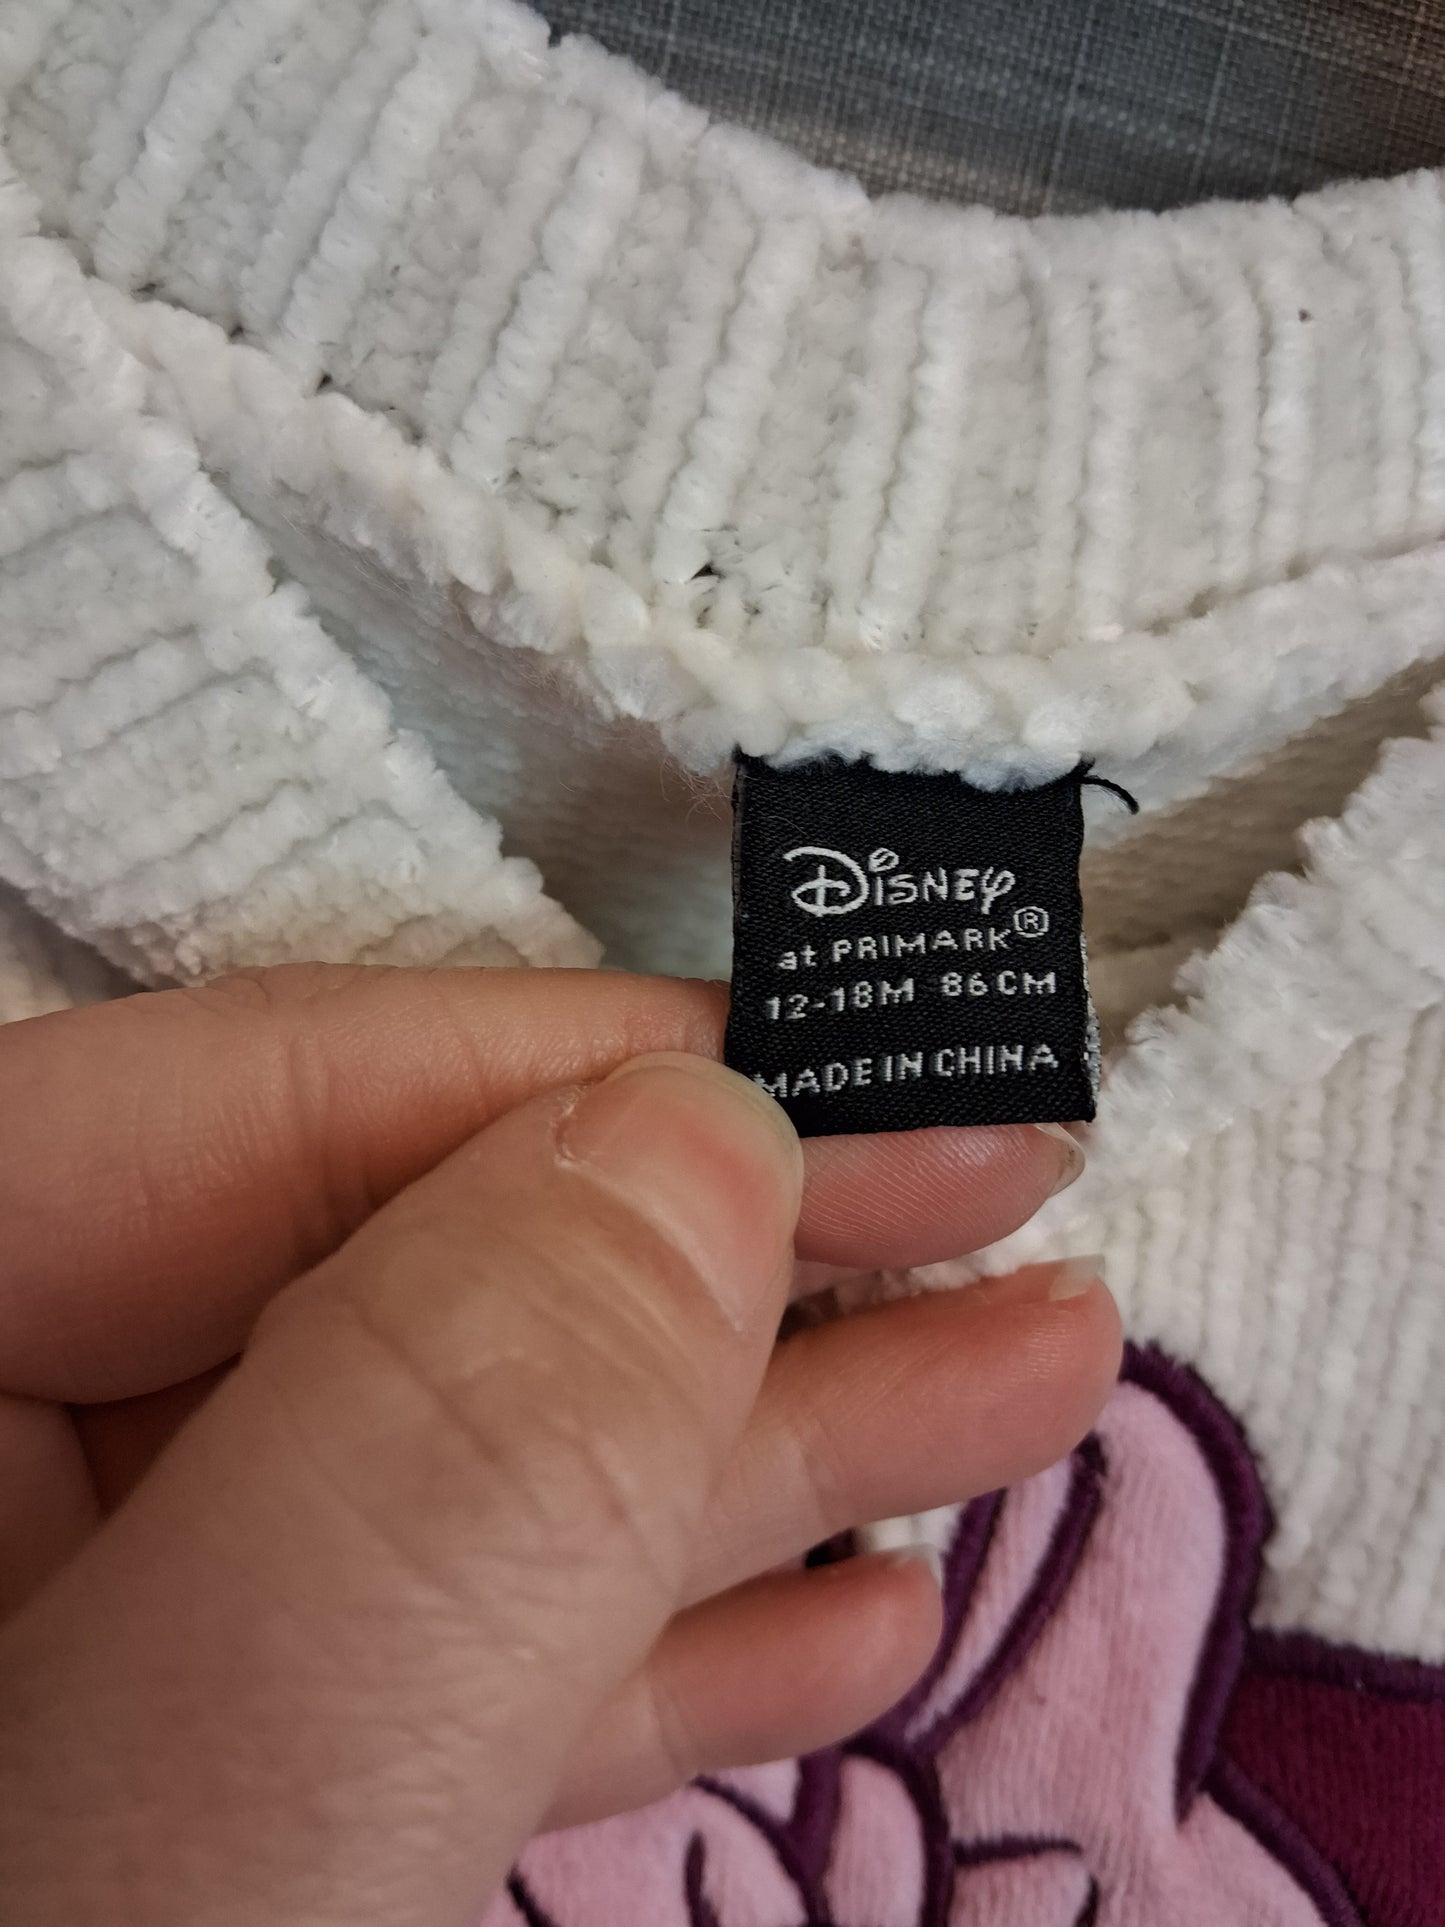 Disney
at PRIMARK®
12-18M 86CM
MADE IN CHINA